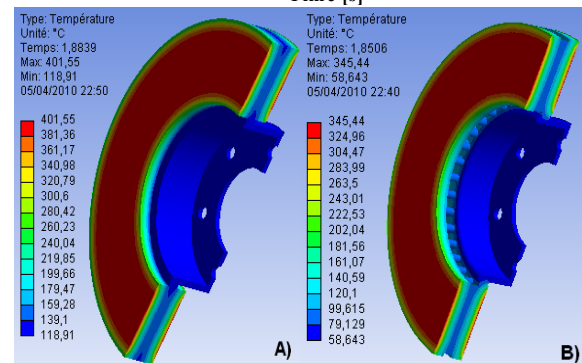 Type: Température
Unité: °C
Temps: 1,8839
Max: 401,55
Min: 118,91
05/04/2010 22:50
401,55
381,36
361,17
340,98
320,79
300,6
280,42
260,23
240,04
219,85
199,66
179,47
159,28
139,1
118,91
A)
Type: Température
Unité: °C
Temps: 1,8506
Max: 345,44
Min: 58,643
05/04/2010 22:40
345,44
324,96
304,47
283,99
263,5
243,01
222,53
202,04
181,56
161,07
140,59
120,1
99,615
79,129
58,643
B)